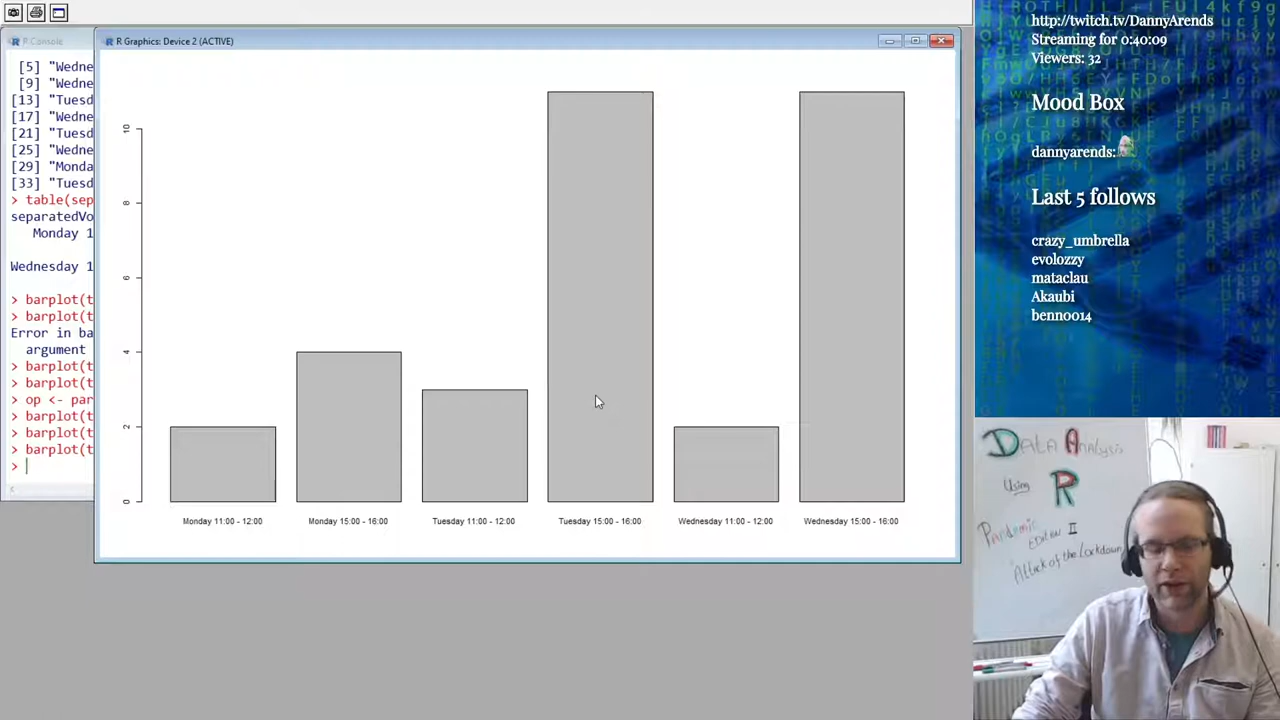 R Console
[5] "Wedne
[9] "Wedne
[13] "Tuesd
[17] "Wedne
[21] "Tuesd
[25] "Wedne
[29] "Monda
[33] "Tuesd
> table(sep
separatedVo
Monday 1
Wednesday 1
> barplot(t
> barplot(t
Error in ba
argument
> barplot(t
> barplot(t
> op <- par
> barplot(t
> barplot(t
> barplot(t
>
R Graphics: Device 2 (ACTIVE)
10
8
6
4
2
0
Monday 11:00 - 12:00
Monday 15:00 - 16:00
Tuesday 11:00 - 12:00
Tuesday 15:00 - 16:00
Wednesday 11:00 - 12:00
Wednesday 15:00 - 16:00
http://twitch.tv/DannyArends
Streaming for 0:40:09
Viewers: 32
Mood Box
dannyarends:
Last 5 follows
crazy_umbrella
evolozzy
mataclau
Akaubi
benno014
Data Analysis
Using
R
Pandemic
Edition II
Attack of the Lockdown